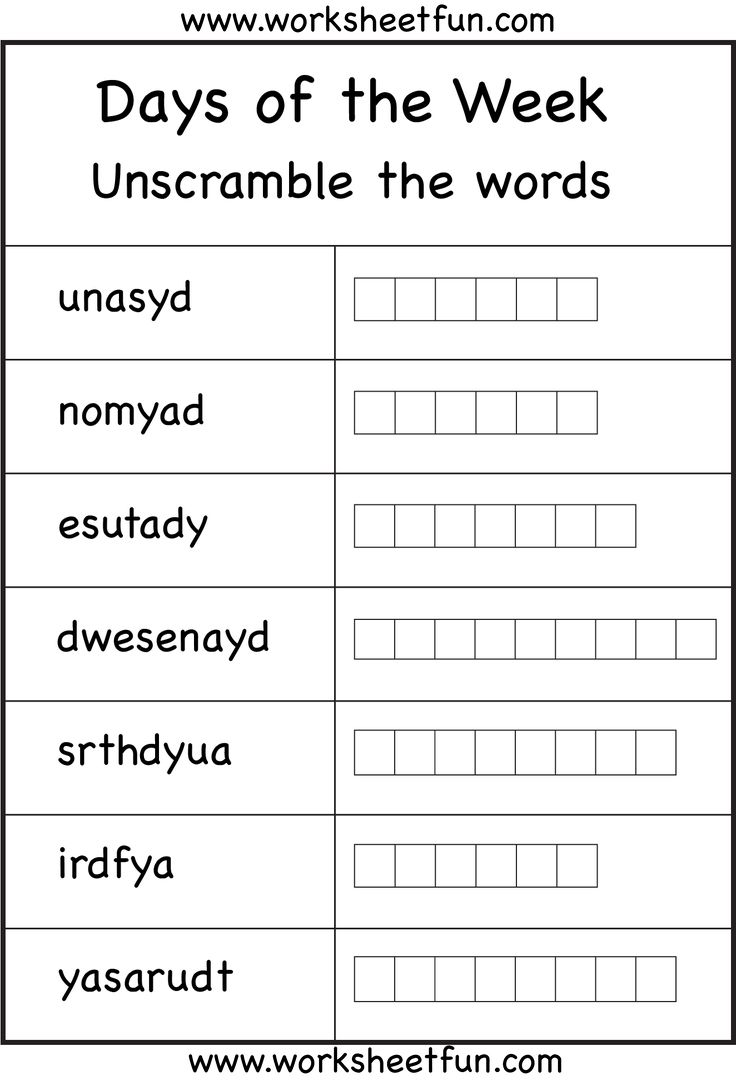 www.worksheetfun.com
Days of the Week
Unscramble the words
unasyd
nomyad
esutady
dwesenayd
srthdyua
irdfya
yasarudt
www.worksheetfun.com